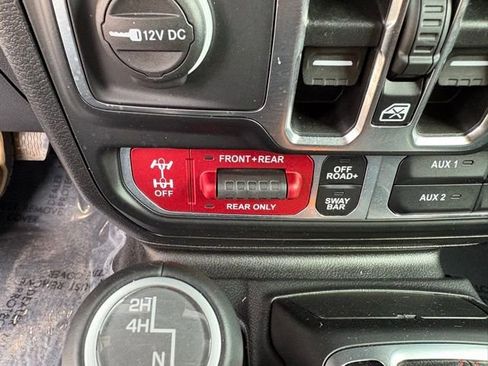 12V DC
FRONT+REAR
OFF
REAR ONLY
OFF
ROAD+
SWAY
BAR
AUX 1
AUX 2
2H
4H
N